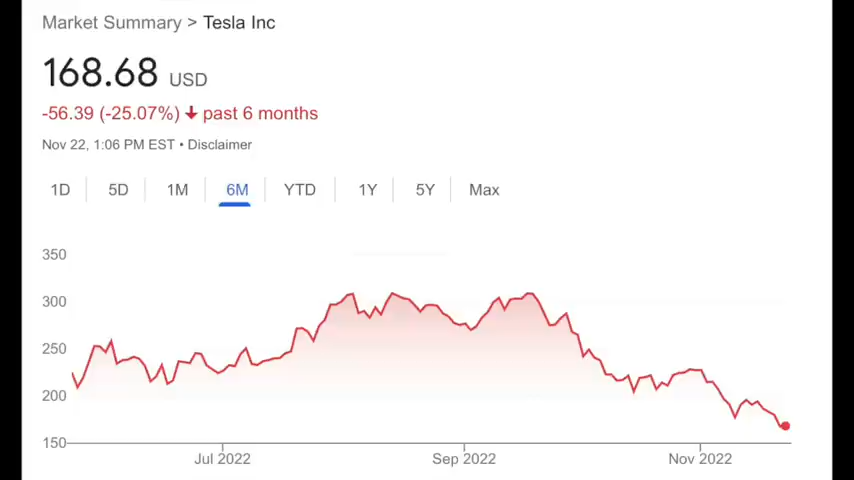 Market Summary > Tesla Inc
168.68 USD
-56.39 (-25.07%) ↓ past 6 months
Nov 22, 1:06 PM EST • Disclaimer
1D 5D 1M 6M YTD 1Y 5Y Max
350
300
250
200
150
Jul 2022 Sep 2022 Nov 2022